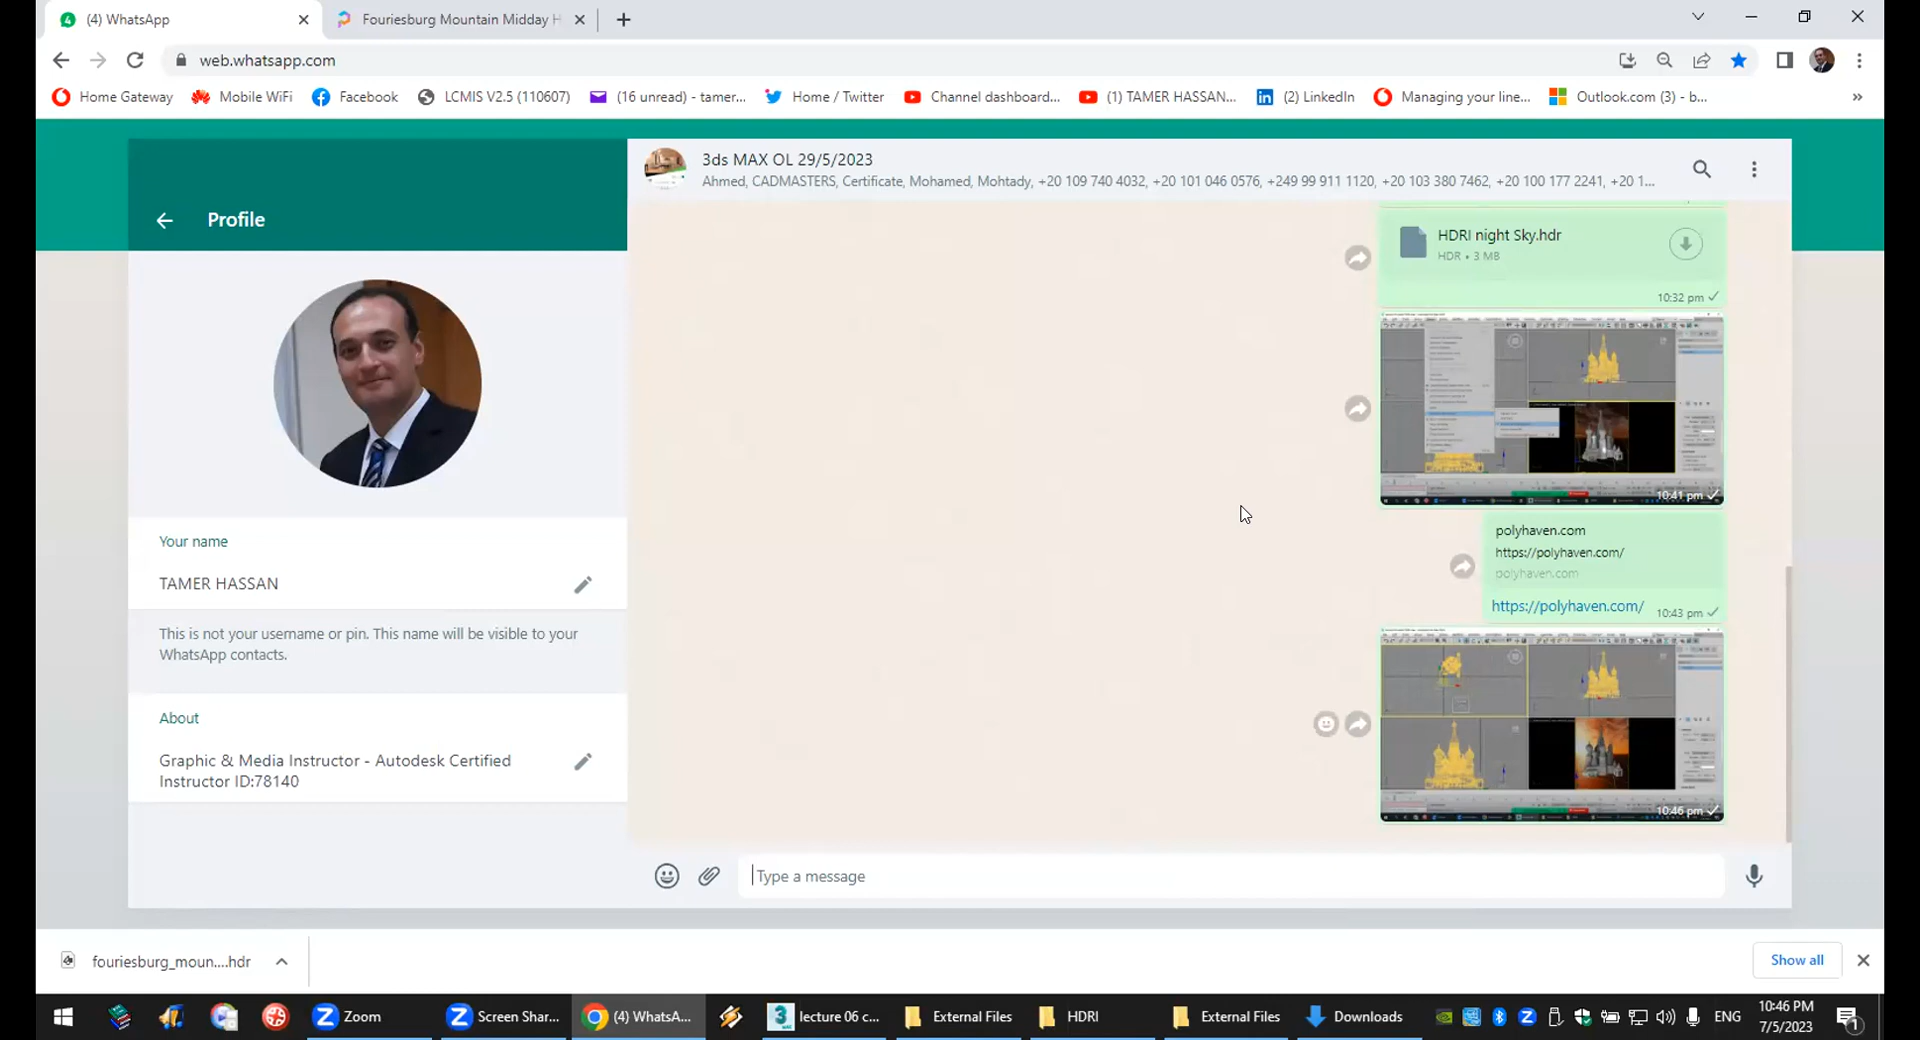 (4) WhatsApp
Fouriesburg Mountain Midday H
web.whatsapp.com
Home Gateway
Mobile WiFi
Facebook
LCMIS V2.5 (110607)
(16 unread) - tamer...
Home / Twitter
Channel dashboard...
(1) TAMER HASSAN...
(2) LinkedIn
Managing your line...
Outlook.com (3) - b...
Profile
3ds MAX OL 29/5/2023
Ahmed, CADMASTERS, Certificate, Mohamed, Mohtady, +20 109 740 4032, +20 101 046 0576, +249 99 911 1120, +20 103 380 7462, +20 100 177 2241, +20 1...
HDRI night Sky.hdr
HDR • 3 MB
10:32 pm
10:41 pm
polyhaven.com
https://polyhaven.com/
polyhaven.com
https://polyhaven.com/
10:43 pm
10:46 pm
Your name
TAMER HASSAN
This is not your username or pin. This name will be visible to your
WhatsApp contacts.
About
Graphic & Media Instructor - Autodesk Certified
Instructor ID:78140
Type a message
fouriesburg_moun....hdr
Show all
Zoom
Screen Shar...
(4) WhatsA...
lecture 06 c...
External Files
HDRI
External Files
Downloads
ENG
10:46 PM
7/5/2023
1